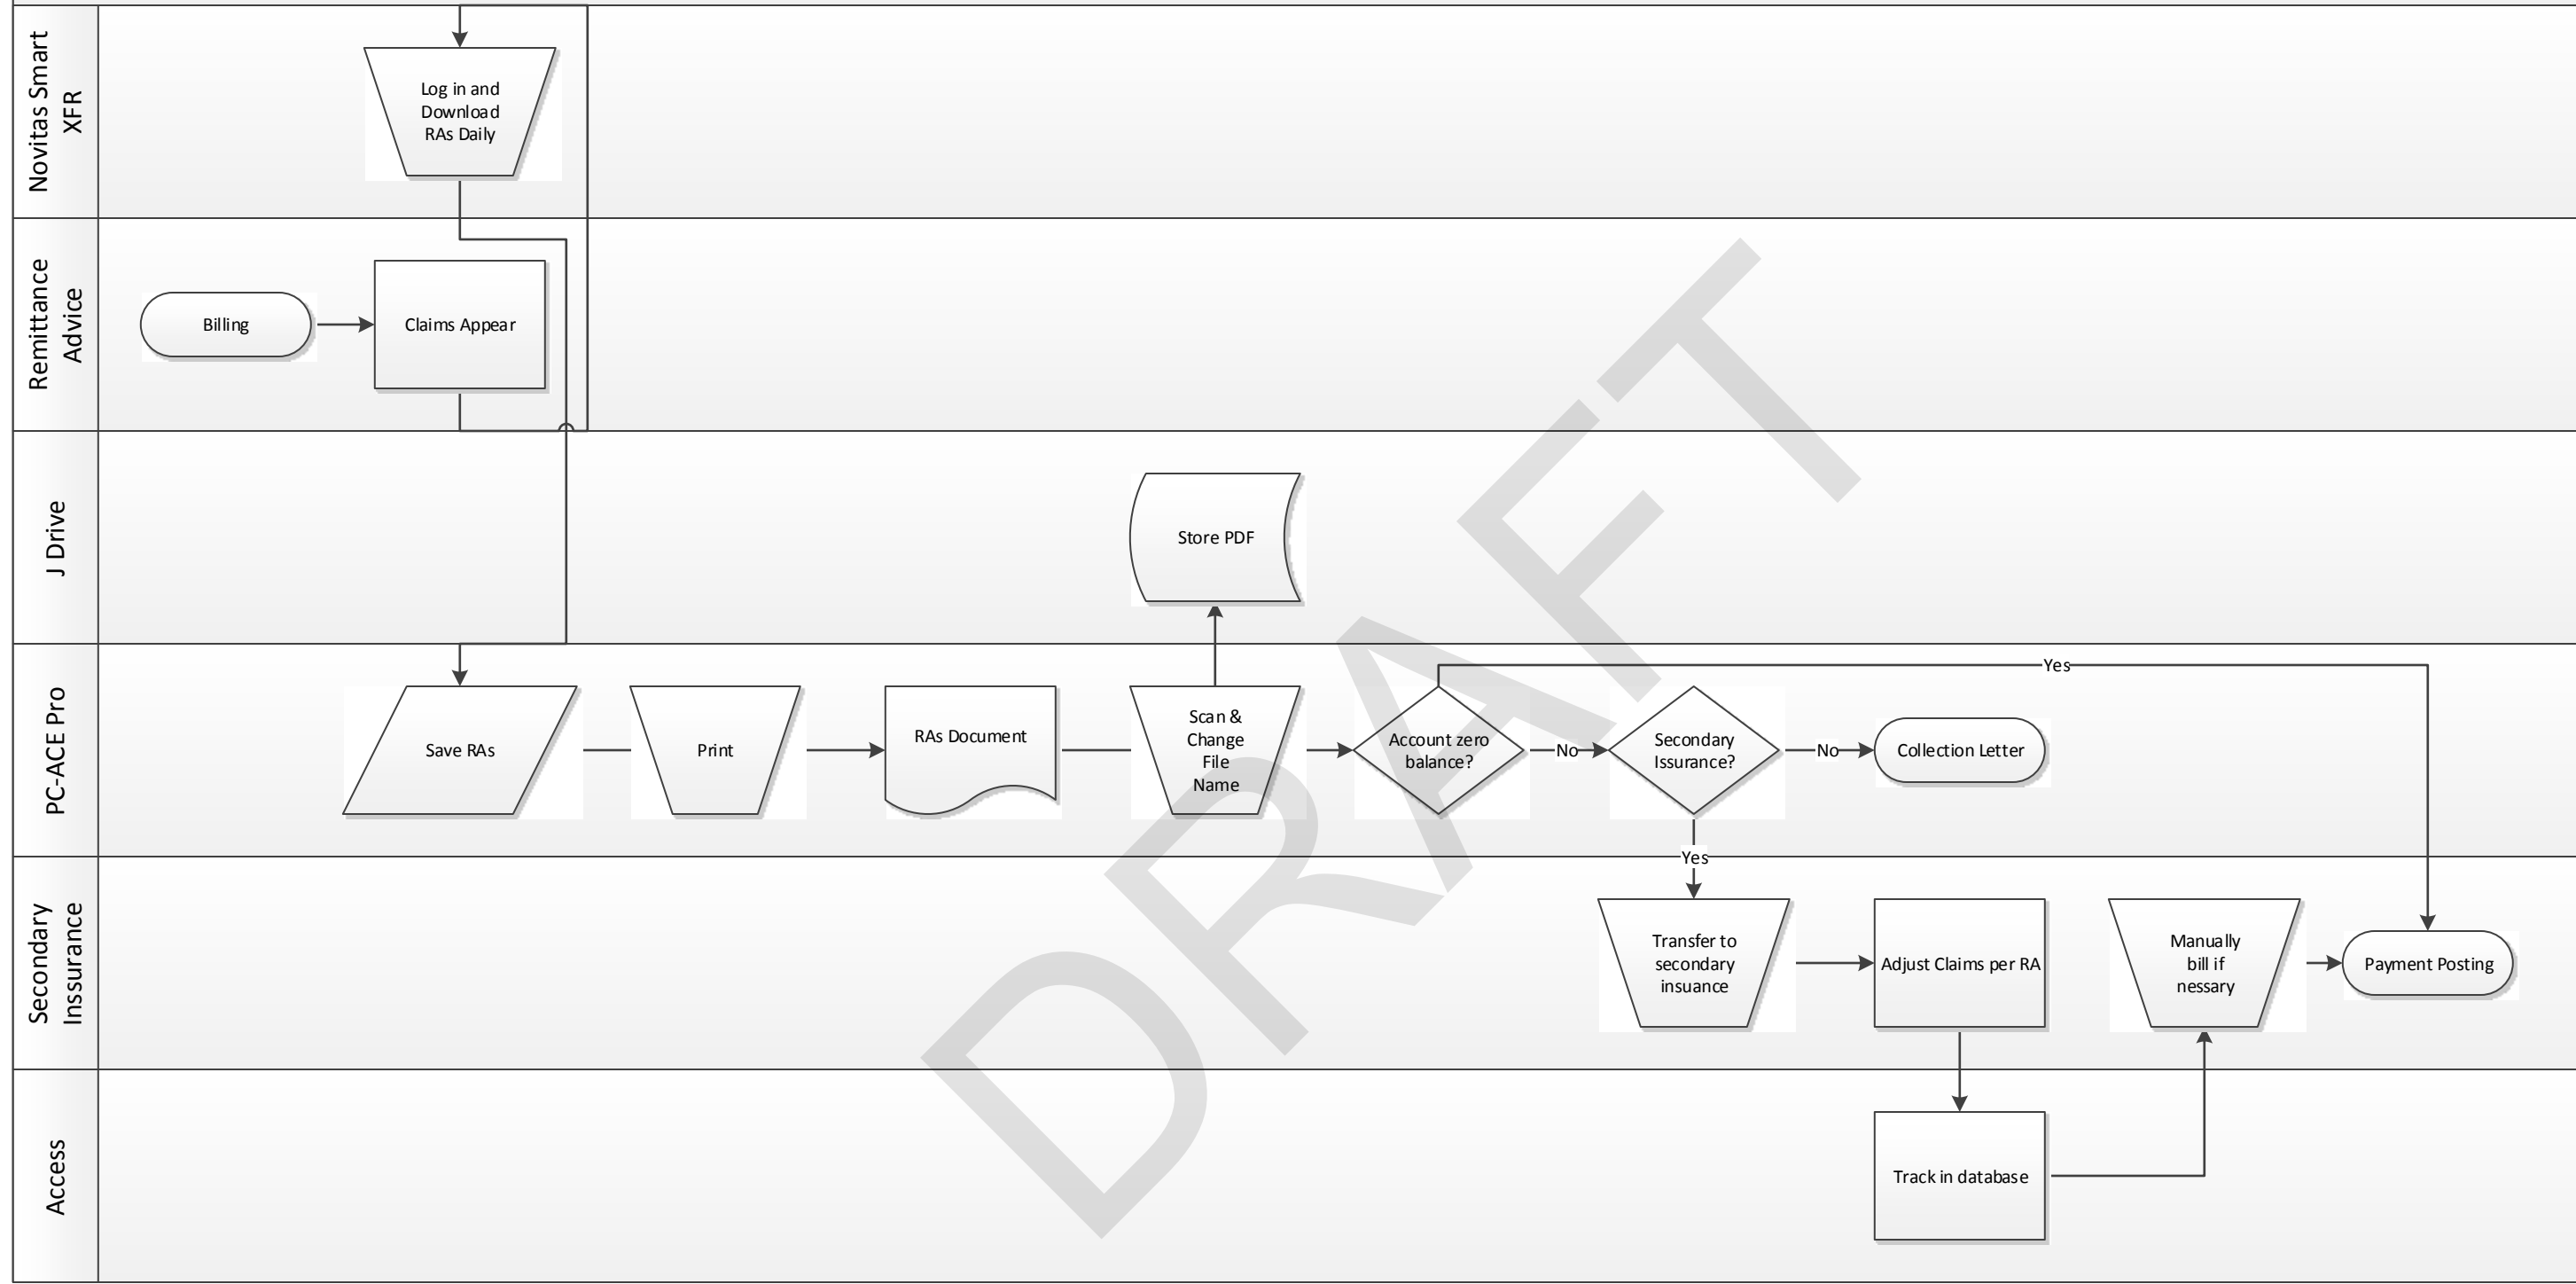 Novitas Smart
XFR
Log in and
Download
RAs Daily
Remittance
Advice
Billing
Claims Appear
J Drive
Store PDF
PC-ACE Pro
Save RAs
Print
RAs Document
Scan &
Change
File
Name
Account zero
balance?
No
Secondary
Issurance?
No
Collection Letter
Yes
Yes
Secondary
Inssurance
Transfer to
secondary
insuance
Adjust Claims per RA
Manually
bill if
nessary
Payment Posting
Access
Track in database
DRAFT